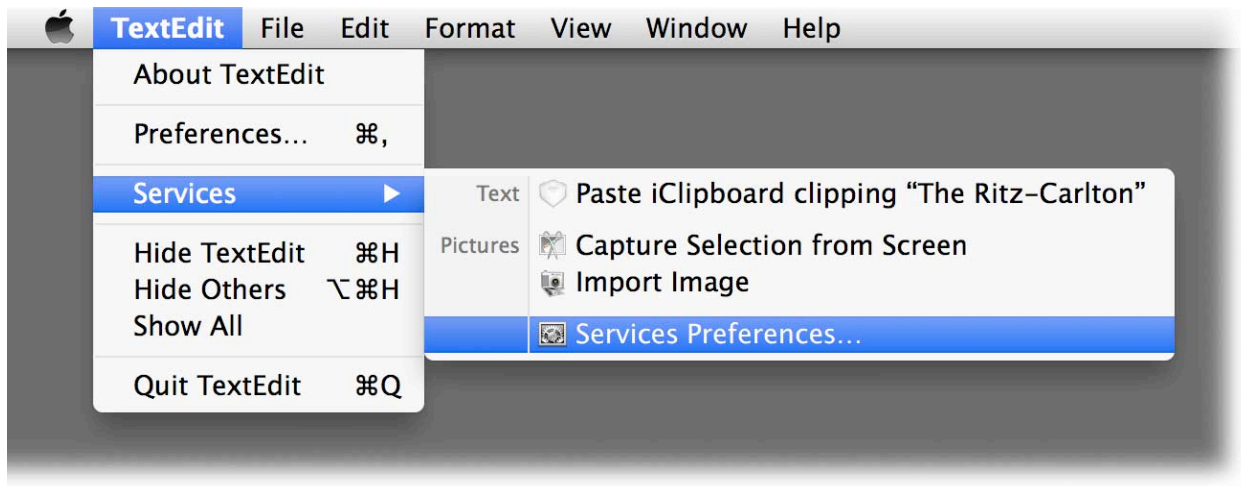 TextEdit File Edit Format View Window Help
About TextEdit
Preferences... ⌘,
Services ▶
Text Paste iClipboard clipping “The Ritz-Carlton”
Pictures Capture Selection from Screen
Import Image
Services Preferences...
Hide TextEdit ⌘H
Hide Others ⌥⌘H
Show All
Quit TextEdit ⌘Q